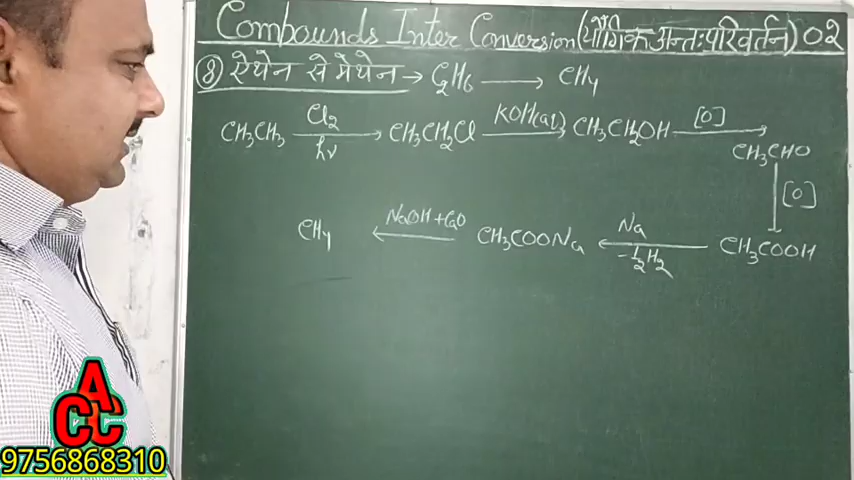 Compounds Inter Conversion (यौगिक अन्तः परिवर्तन) 02
(8) ऐथेन से मेथेन → C₂H₆ → CH₄
CH₃CH₃ —Cl₂/hν→ CH₃CH₂Cl —KOH(aq)→ CH₃CH₂OH —[O]→
CH₃CHO
[O]
CH₄ ←NaOH+CaO— CH₃COONa ←Na/-½H₂— CH₃COOH
ACC
9756868310